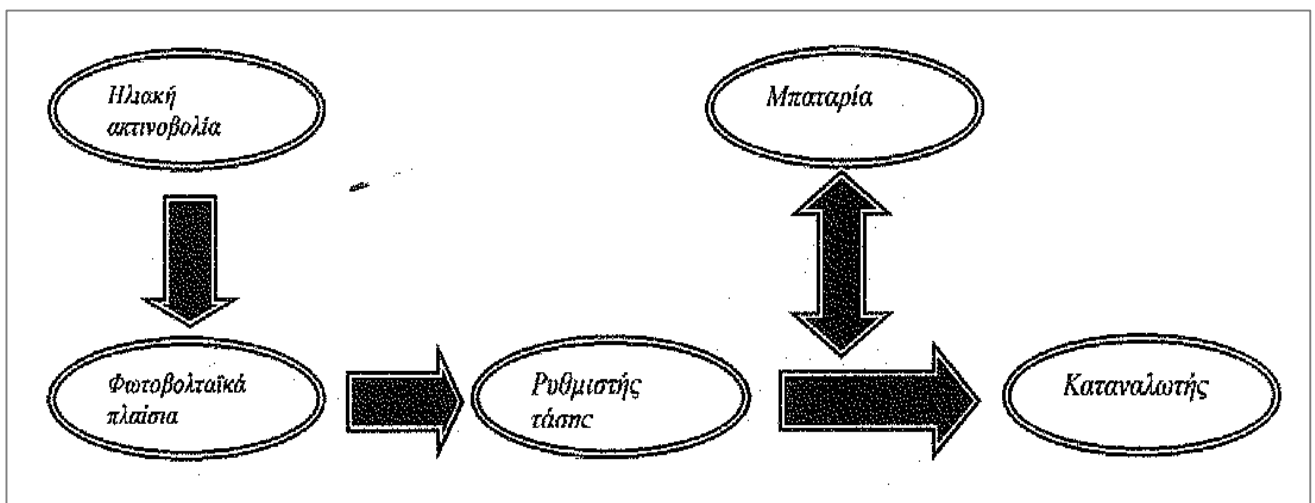 Ηλιακή
ακτινοβολία
Μπαταρία
Φωτοβολταϊκά
πλαίσια
Ρυθμιστής
τάσης
Καταναλωτής